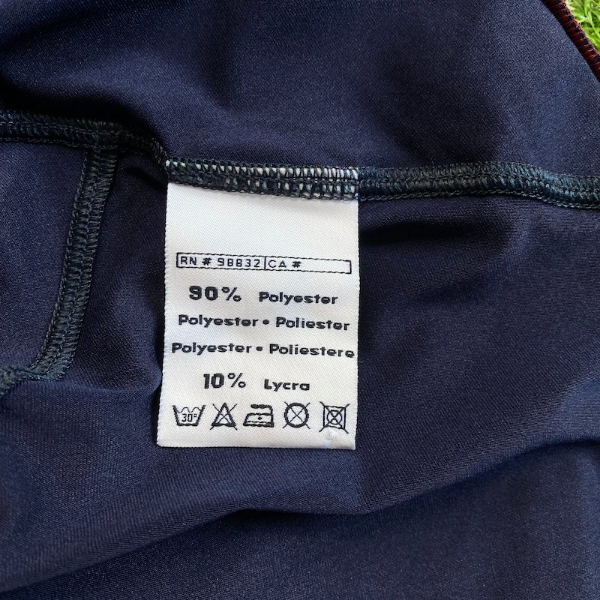 RN # 98832 CA #
90% Polyester
Polyester • Poliester
Polyester • Poliestere
10% Lycra
30°